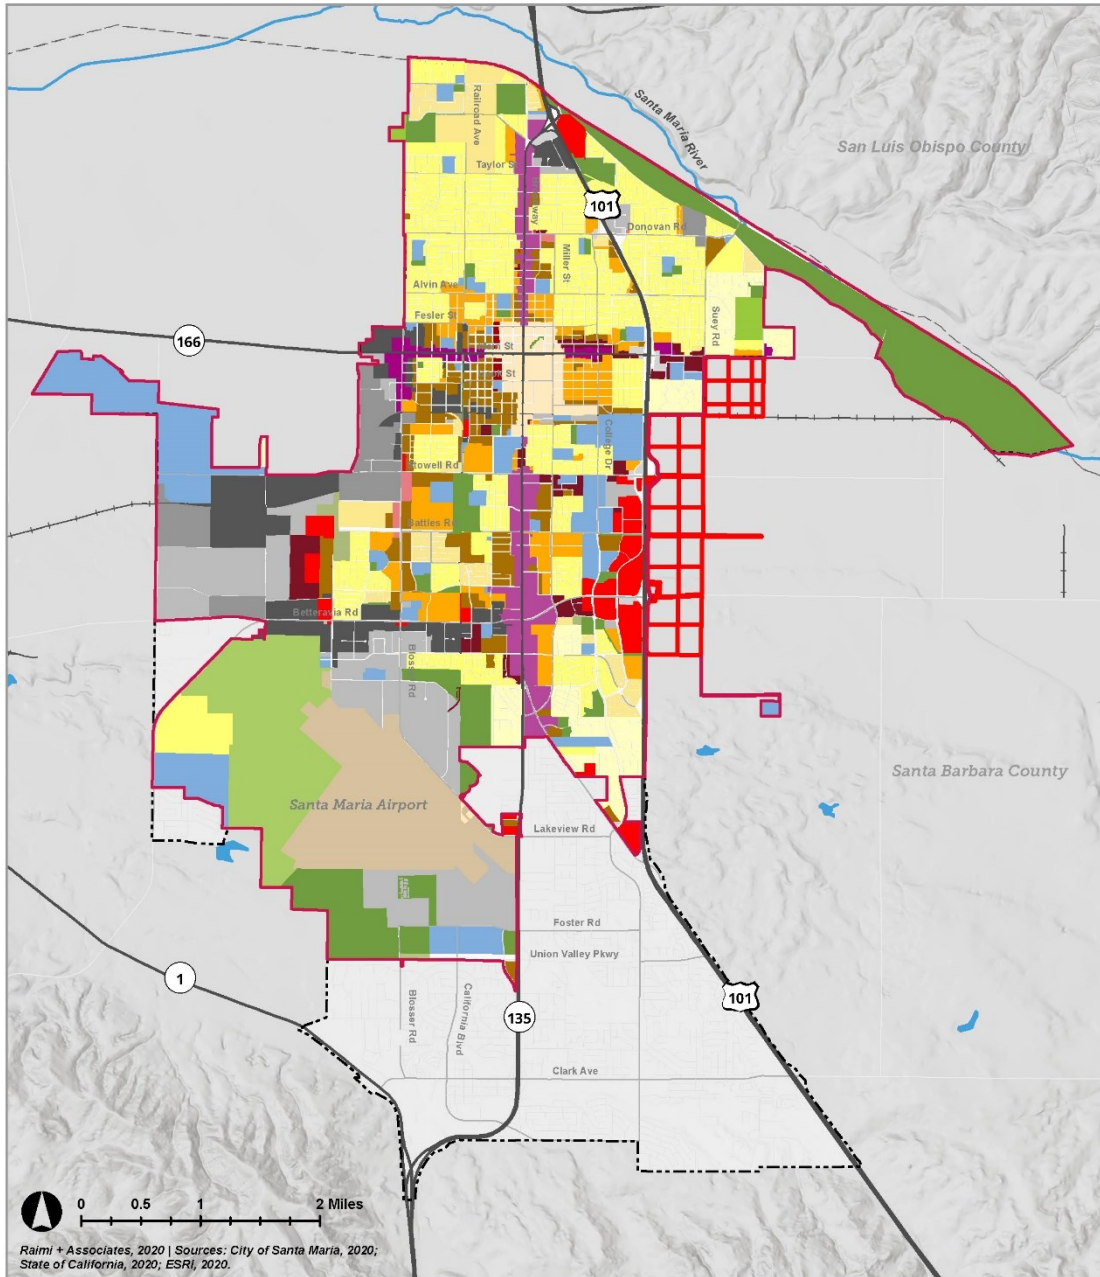 Santa Maria River
San Luis Obispo County
Railroad Ave
Taylor S
way
101
Donovan Rd
Miller St
Alvin Ave
Fesler St
Suey Rd
166
St
St
College Dr
Stowell Rd
Battles Rd
Betteravia Rd
Blosser Rd
Santa Maria Airport
Santa Barbara County
Lakeview Rd
Foster Rd
Union Valley Pkwy
1
Blosser Rd
California Blvd
135
101
Clark Ave
0 0.5 1 2 Miles
Raimi + Associates, 2020 | Sources: City of Santa Maria, 2020;
State of California, 2020; ESRI, 2020.